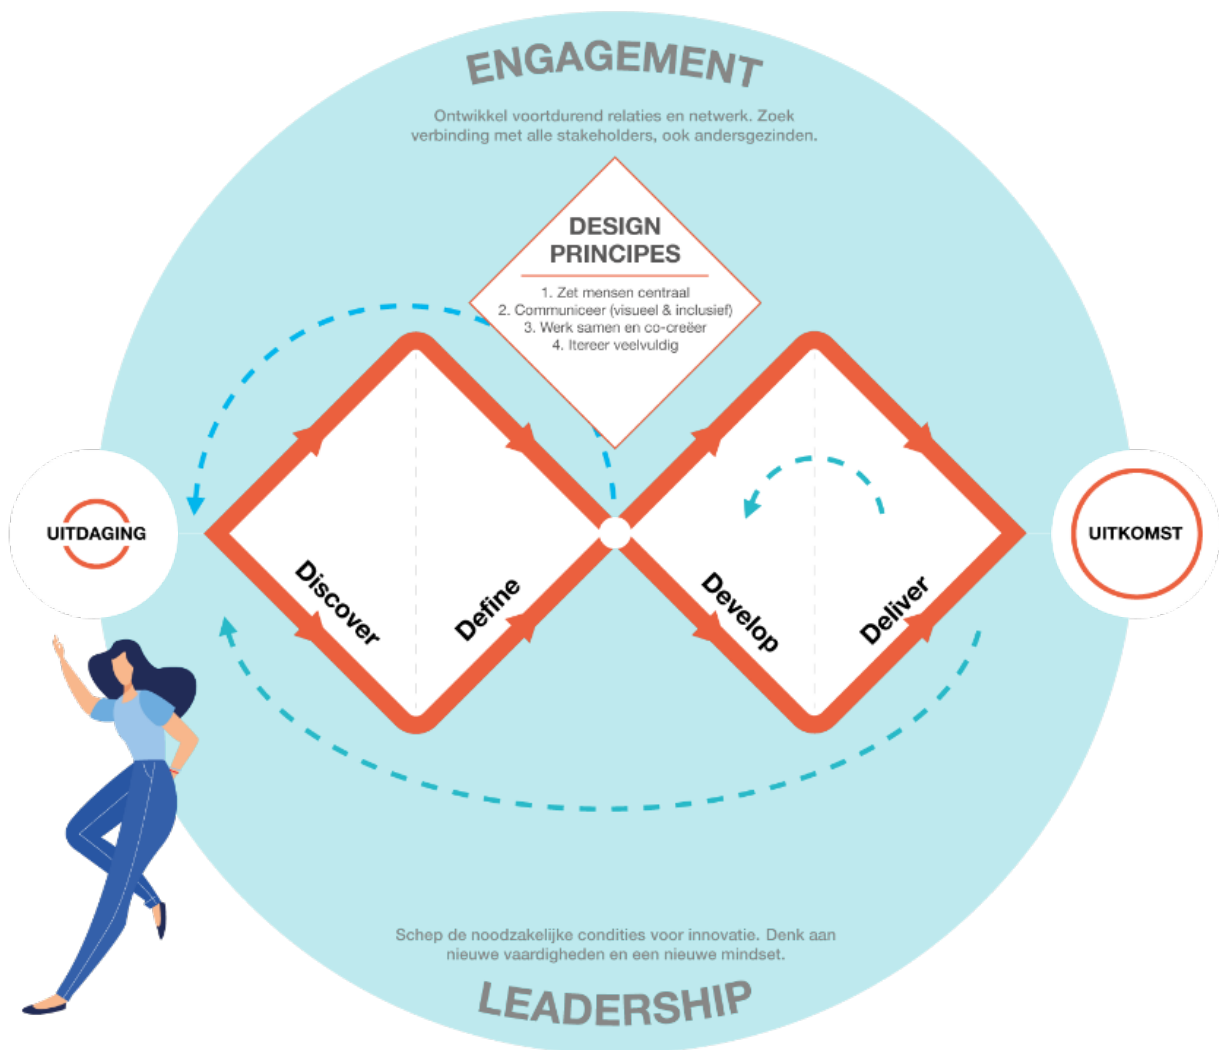 ENGAGEMENT
Ontwikkel voortdurend relaties en netwerk. Zoek
verbinding met alle stakeholders, ook andersgezinden.
DESIGN
PRINCIPES
1. Zet mensen centraal
2. Communiceer (visueel & inclusief)
3. Werk samen en co-creëer
4. Itereer veelvuldig
UITDAGING
UITKOMST
Discover
Define
Develop
Deliver
Schep de noodzakelijke condities voor innovatie. Denk aan
nieuwe vaardigheden en een nieuwe mindset.
LEADERSHIP